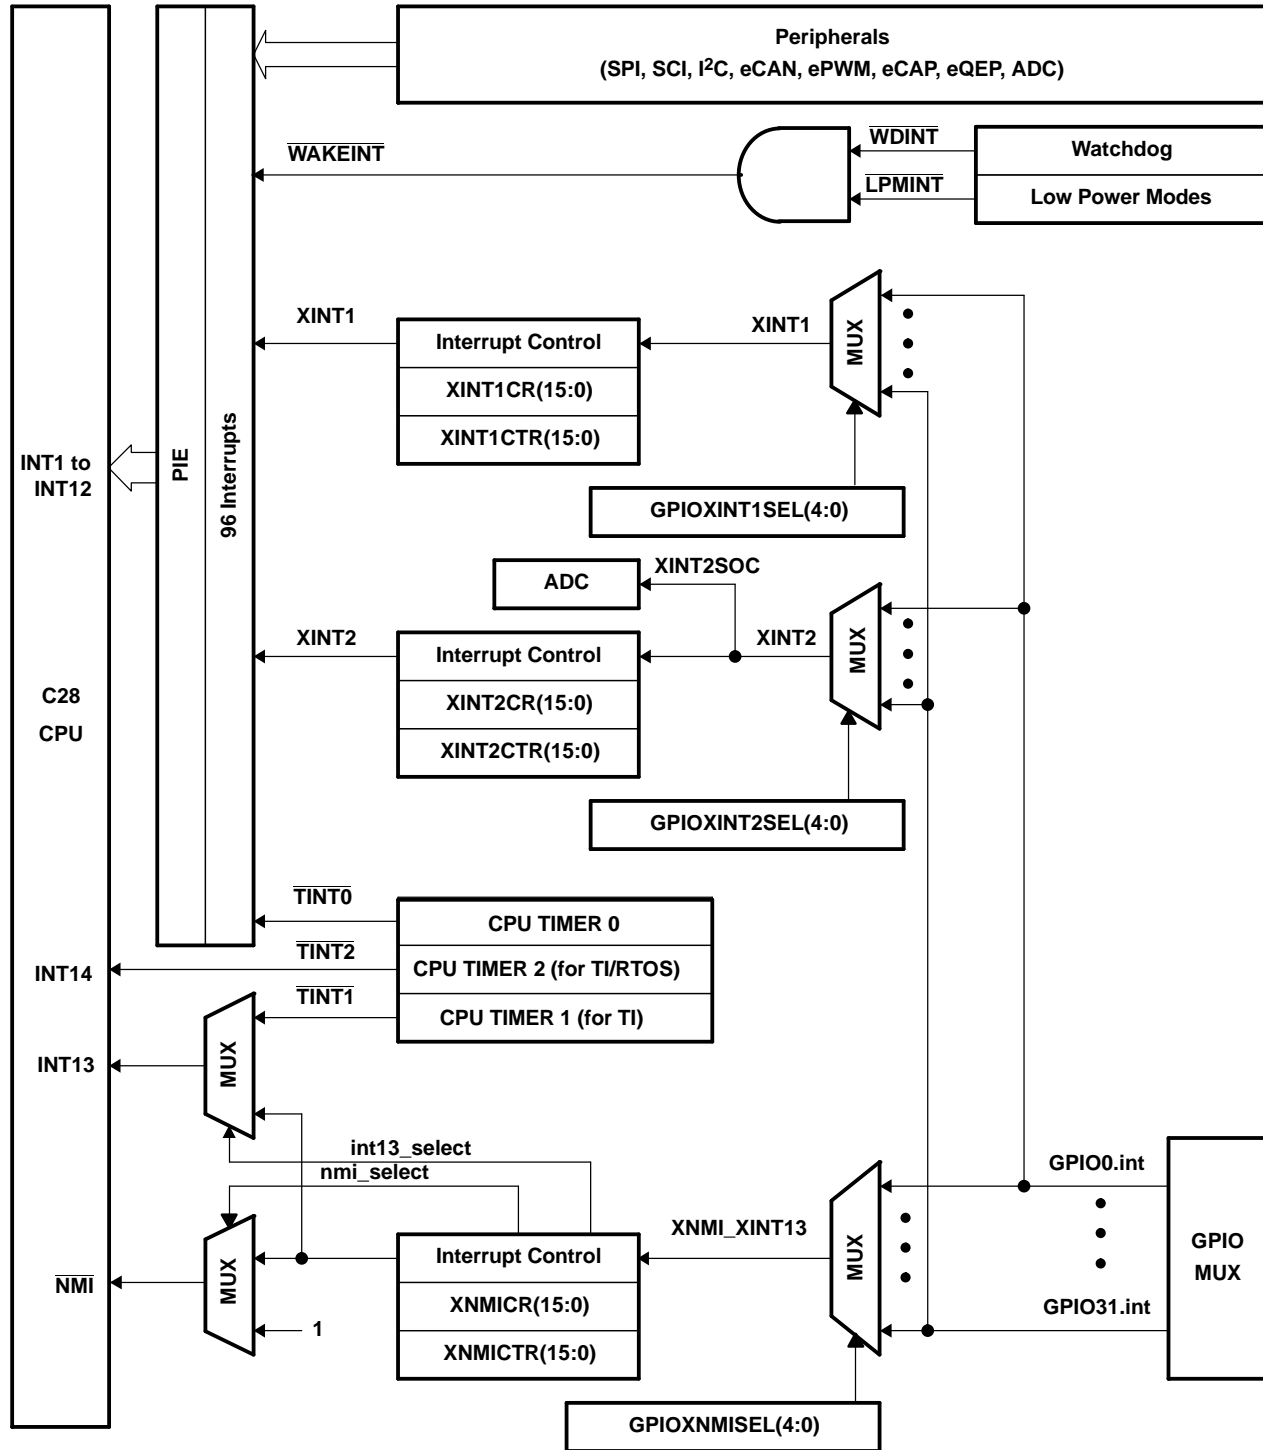 Peripherals
(SPI, SCI, I2C, eCAN, ePWM, eCAP, eQEP, ADC)
WAKEINT
WDINT
LPMINT
Watchdog
Low Power Modes
XINT1
Interrupt Control
XINT1CR(15:0)
XINT1CTR(15:0)
XINT1
MUX
GPIOXINT1SEL(4:0)
INT1 to
INT12
PIE
96 Interrupts
ADC
XINT2SOC
XINT2
Interrupt Control
XINT2CR(15:0)
XINT2CTR(15:0)
XINT2
MUX
GPIOXINT2SEL(4:0)
C28
CPU
TINT0
CPU TIMER 0
TINT2
CPU TIMER 2 (for TI/RTOS)
TINT1
CPU TIMER 1 (for TI)
INT14
INT13
MUX
int13_select
nmi_select
NMI
MUX
1
Interrupt Control
XNMICR(15:0)
XNMICTR(15:0)
XNMI_XINT13
MUX
GPIOXNMISEL(4:0)
GPIO0.int
GPIO31.int
GPIO
MUX